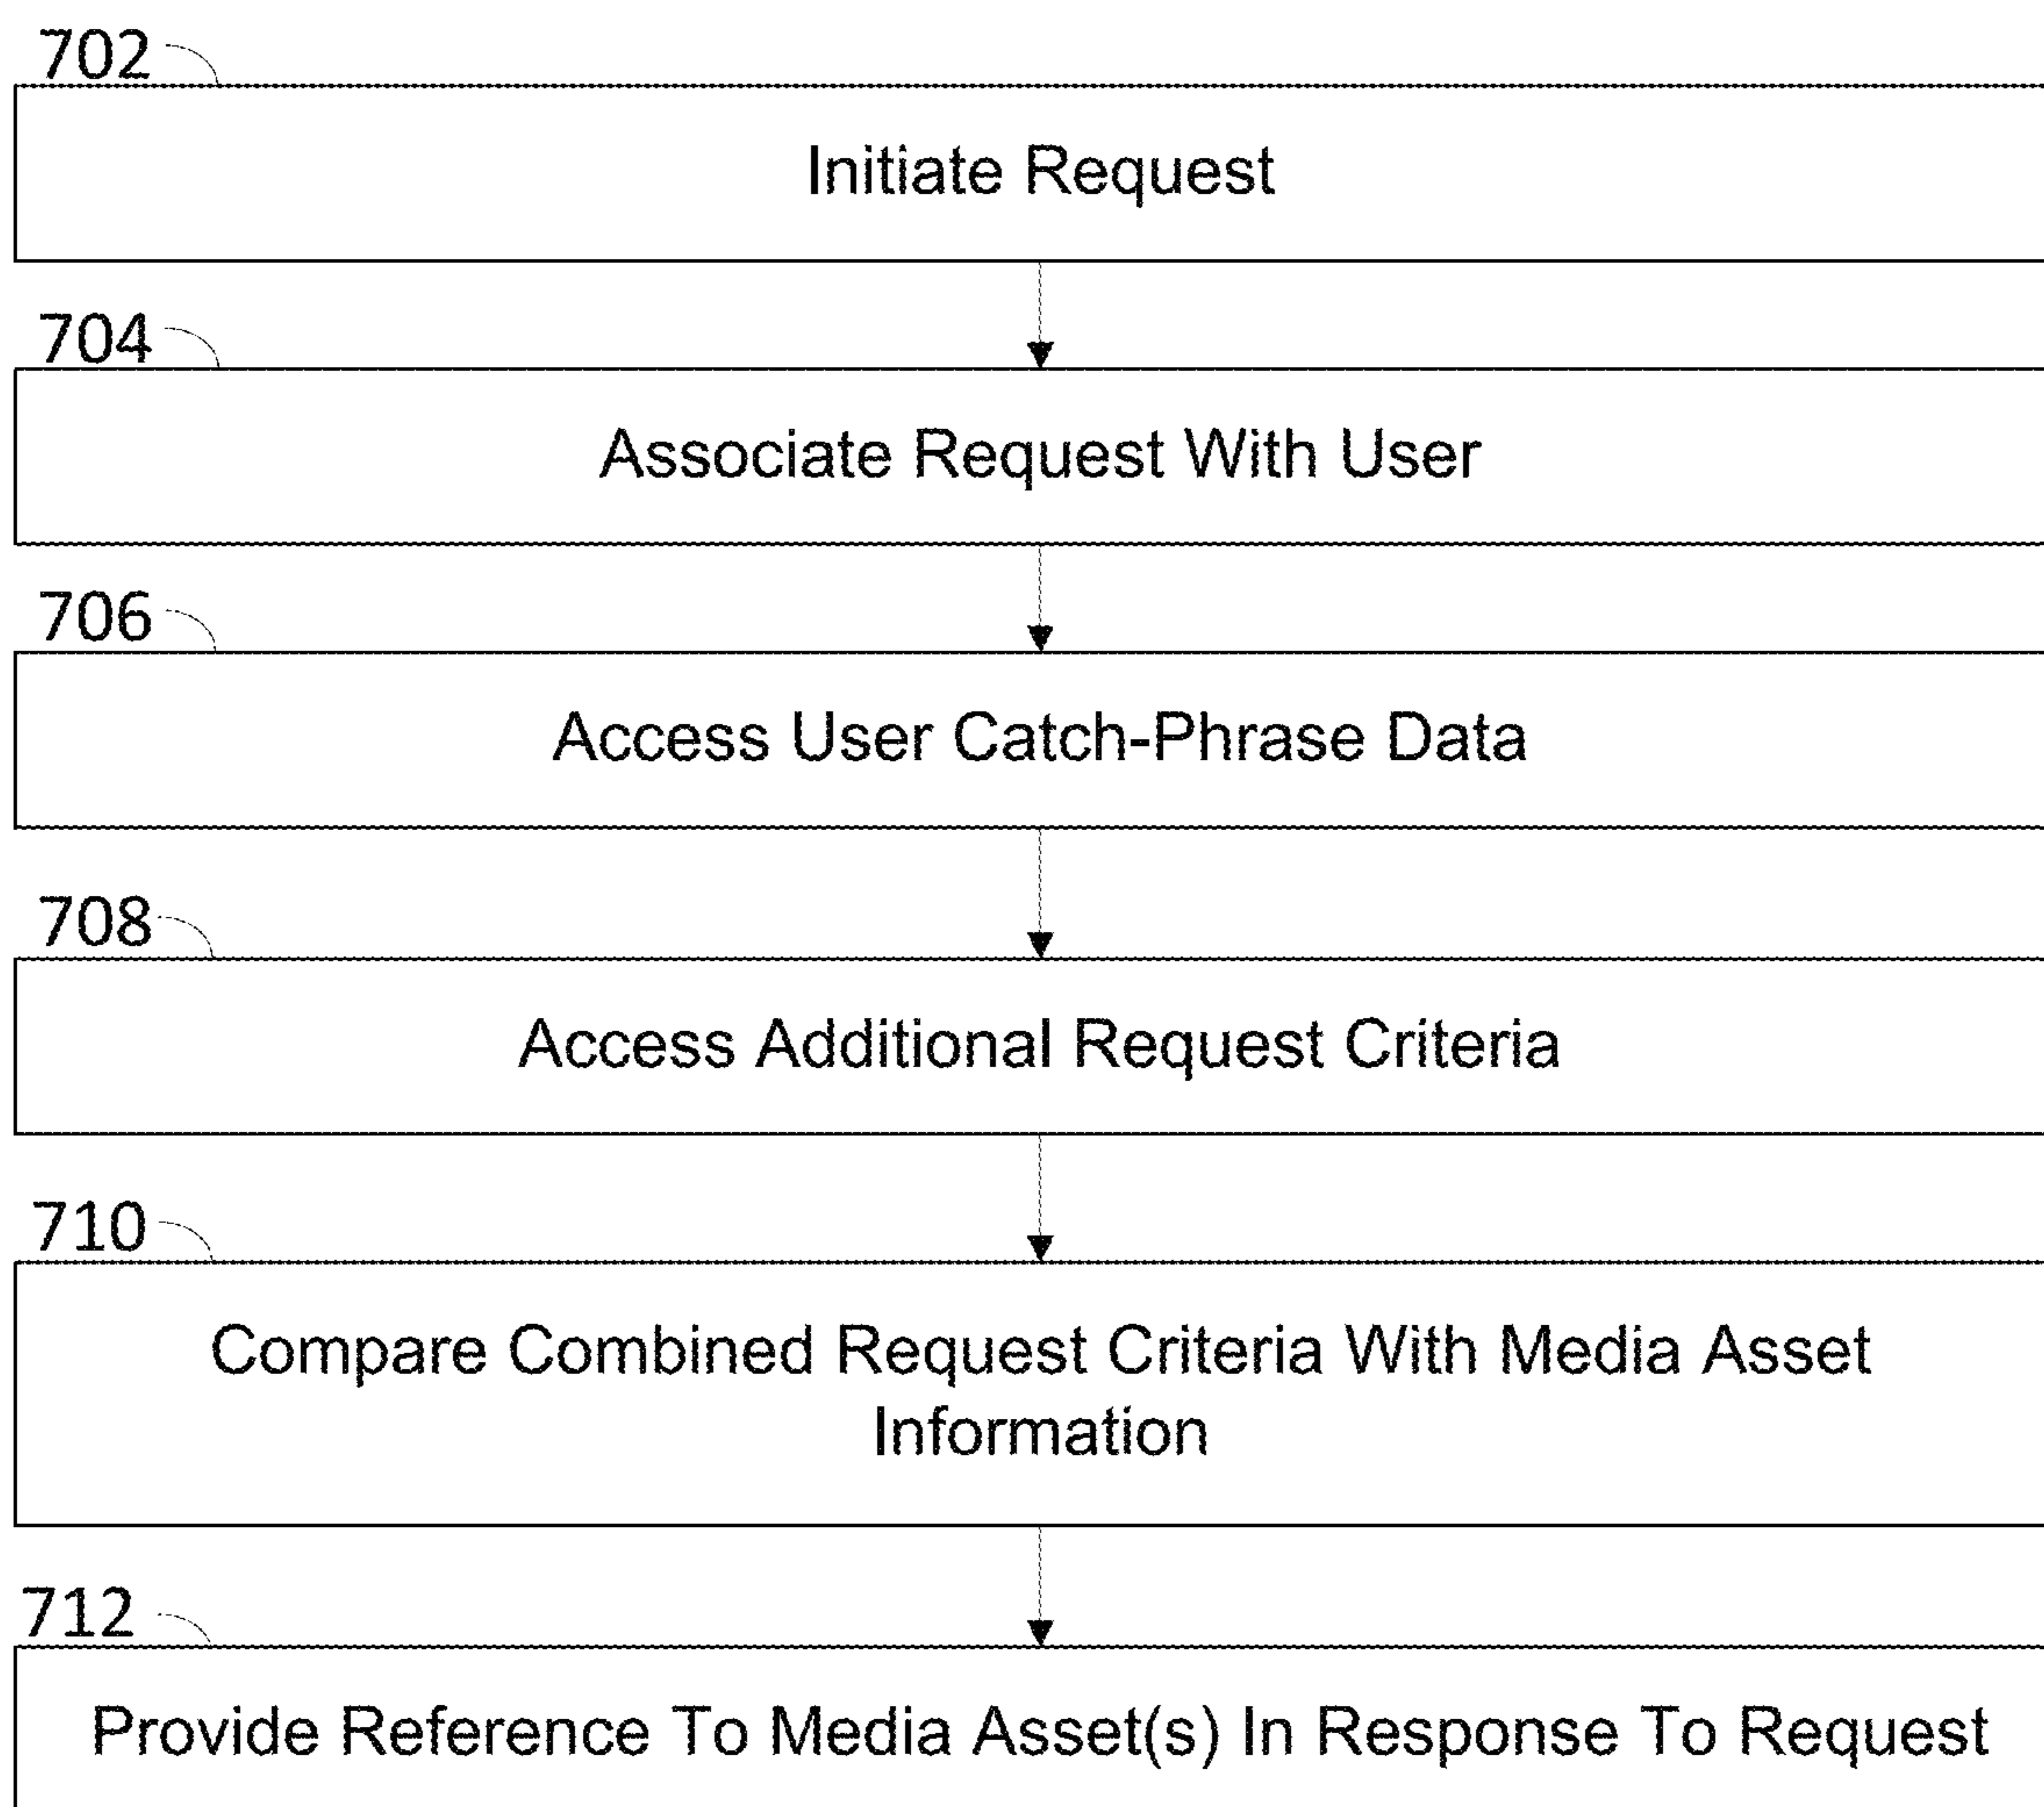 702
Initiate Request
704
Associate Request With User
706
Access User Catch-Phrase Data
708
Access Additional Request Criteria
710
Compare Combined Request Criteria With Media Asset
Information
712
Provide Reference To Media Asset(s) In Response To Request